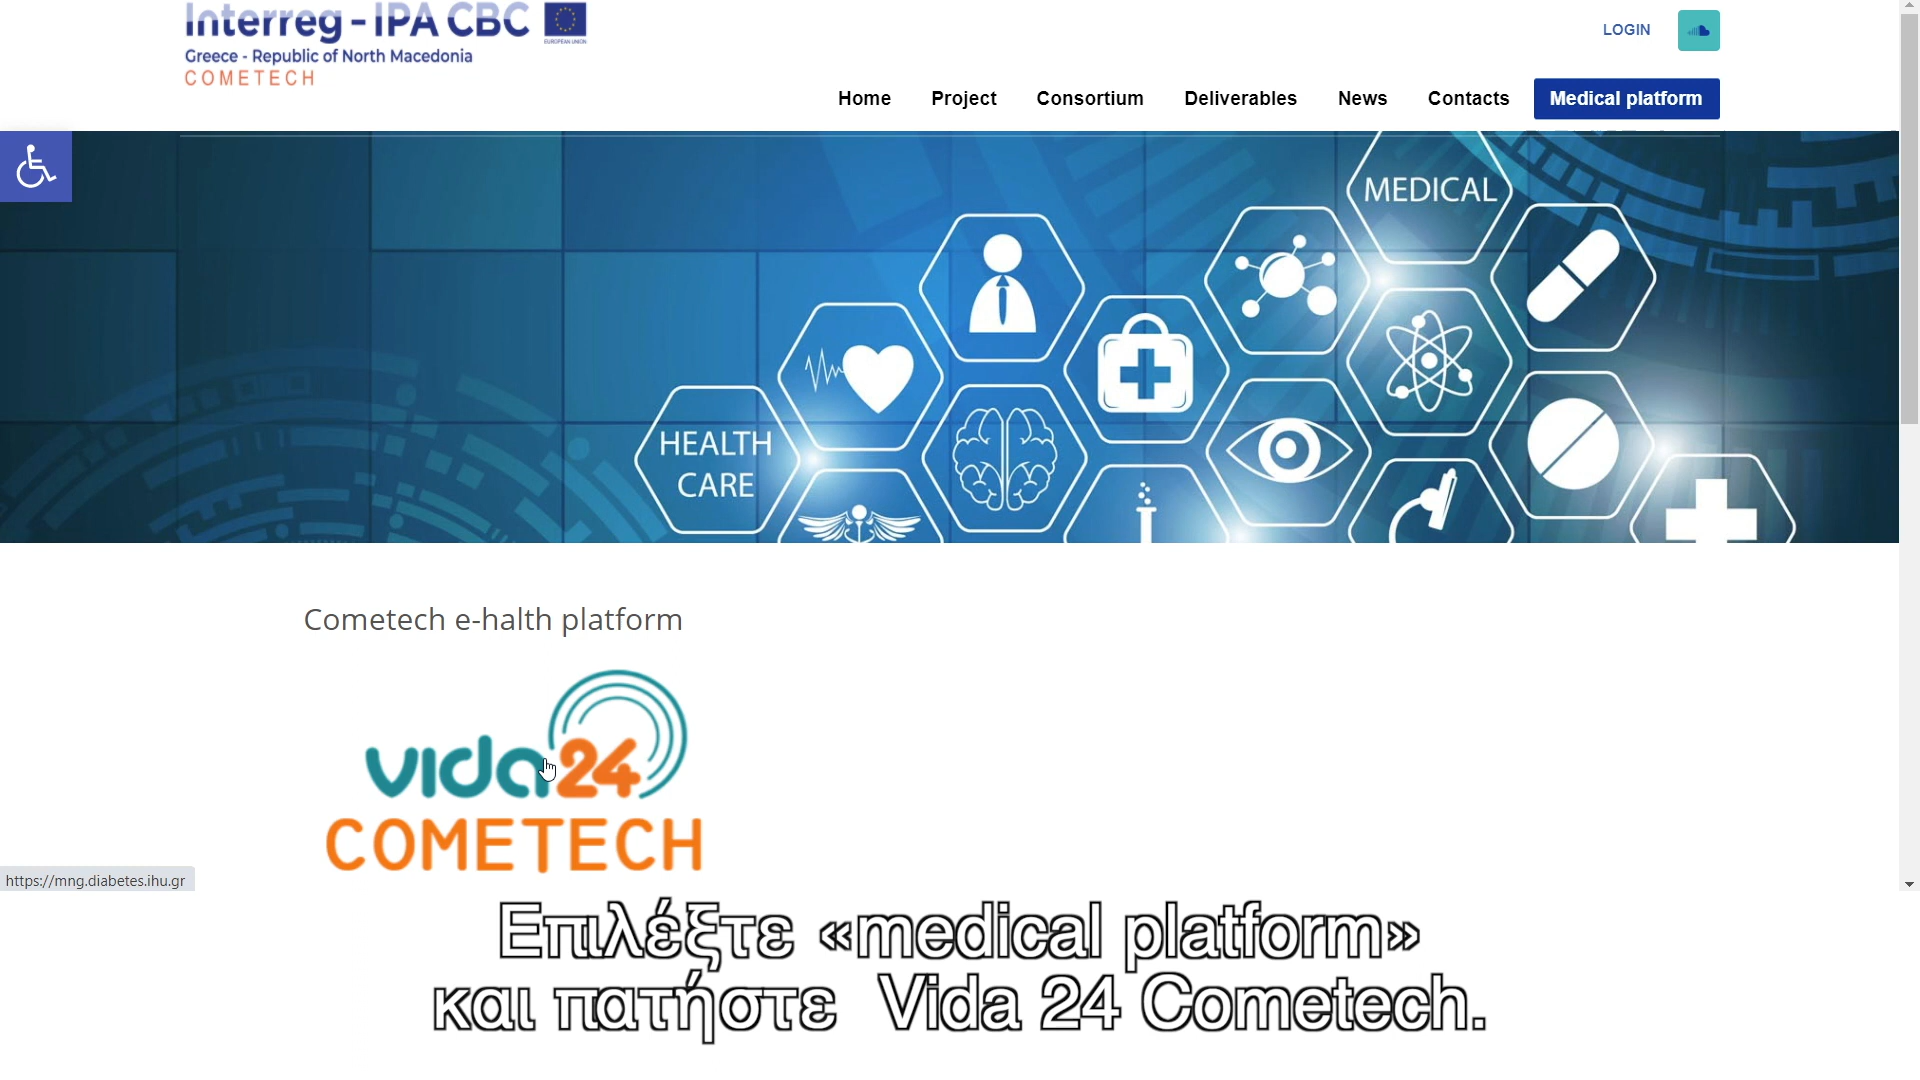 Interreg - IPA CBC
EUROPEAN UNION
Greece - Republic of North Macedonia
COMETECH
LOGIN
Home Project Consortium Deliverables News Contacts Medical platform
MEDICAL
HEALTH
CARE
Cometech e-halth platform
vida24
COMETECH
https://mng.diabetes.ihu.gr
Επιλέξτε «medical platform»
και πατήστε Vida 24 Cometech.